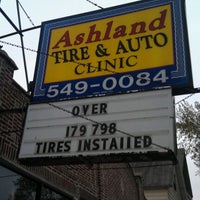 Ashland
TIRE & AUTO
CLINIC
549-0084
OVER
179 798
TIRES INSTALLED